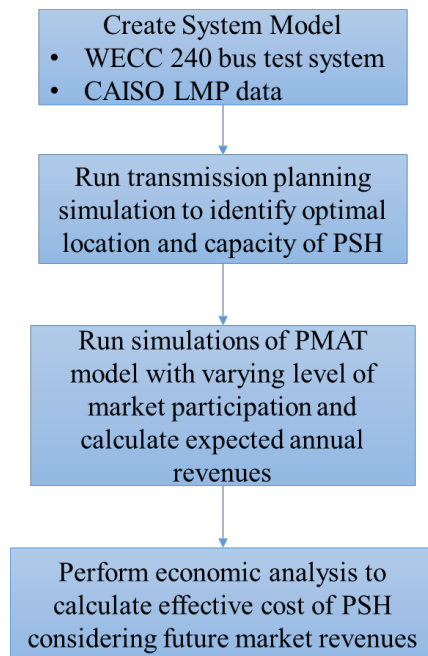 Create System Model
• WECC 240 bus test system
• CAISO LMP data
Run transmission planning
simulation to identify optimal
location and capacity of PSH
Run simulations of PMAT
model with varying level of
market participation and
calculate expected annual
revenues
Perform economic analysis to
calculate effective cost of PSH
considering future market revenues